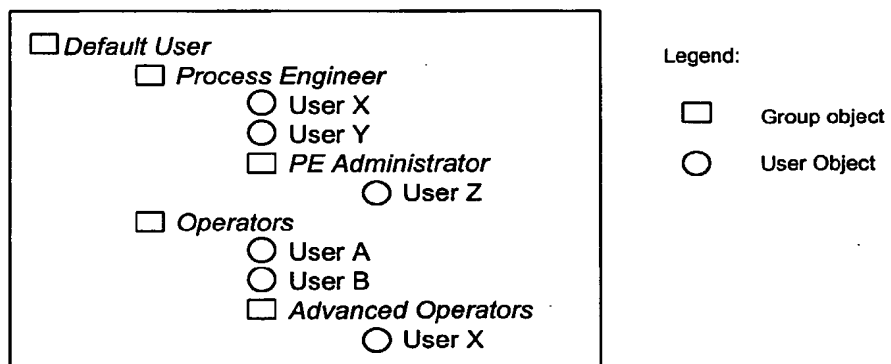 Default User
Process Engineer
User X
User Y
PE Administrator
User Z
Operators
User A
User B
Advanced Operators
User X
Legend:
Group object
User Object